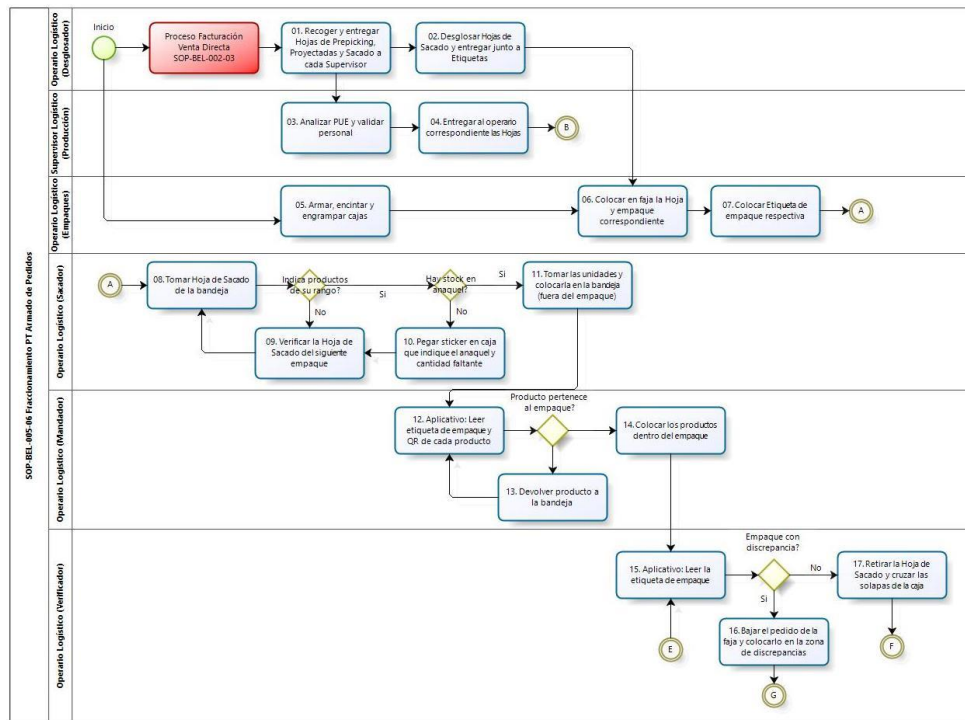 SOP-BEL-005-06 Fraccionamiento PT Armado de Pedidos
Operario Logístico
(Desglosador)
Inicio
Proceso Facturación
Venta Directa
SOP-BEL-002-03
01. Recoger y entregar
Hojas de Prepicking,
Proyectadas y Sacado a
cada Supervisor
02. Desglosar Hojas de
Sacado y entregar junto a
Etiquetas
Supervisor Logístico
(Producción)
03. Analizar PUE y validar
personal
04. Entregar al operario
correspondiente las Hojas
B
Operario Logístico
(Empaques)
05. Armar, encintar y
engrampar cajas
06. Colocar en faja la Hoja
y empaque
correspondiente
07. Colocar Etiqueta de
empaque respectiva
A
Operario Logístico (Sacador)
A
08. Tomar Hoja de Sacado
de la bandeja
Indica productos
de su rango?
Si
No
Hay stock en
anaquel?
Si
No
11. Tomar las unidades y
colocarla en la bandeja
(fuera del empaque)
09. Verificar la Hoja de
Sacado del siguiente
empaque
10. Pegar sticker en caja
que indique el anaquel y
cantidad faltante
Operario Logístico (Mandador)
12. Aplicativo: Leer
etiqueta de empaque y
QR de cada producto
Producto pertenece
al empaque?
14. Colocar los productos
dentro del empaque
13. Devolver producto a
la bandeja
Operario Logístico (Verificador)
15. Aplicativo: Leer la
etiqueta de empaque
Empaque con
discrepancia?
No
Si
17. Retirar la Hoja de
Sacado y cruzar las
solapas de la caja
16. Bajar el pedido de la
faja y colocarlo en la zona
de discrepancias
E
F
G